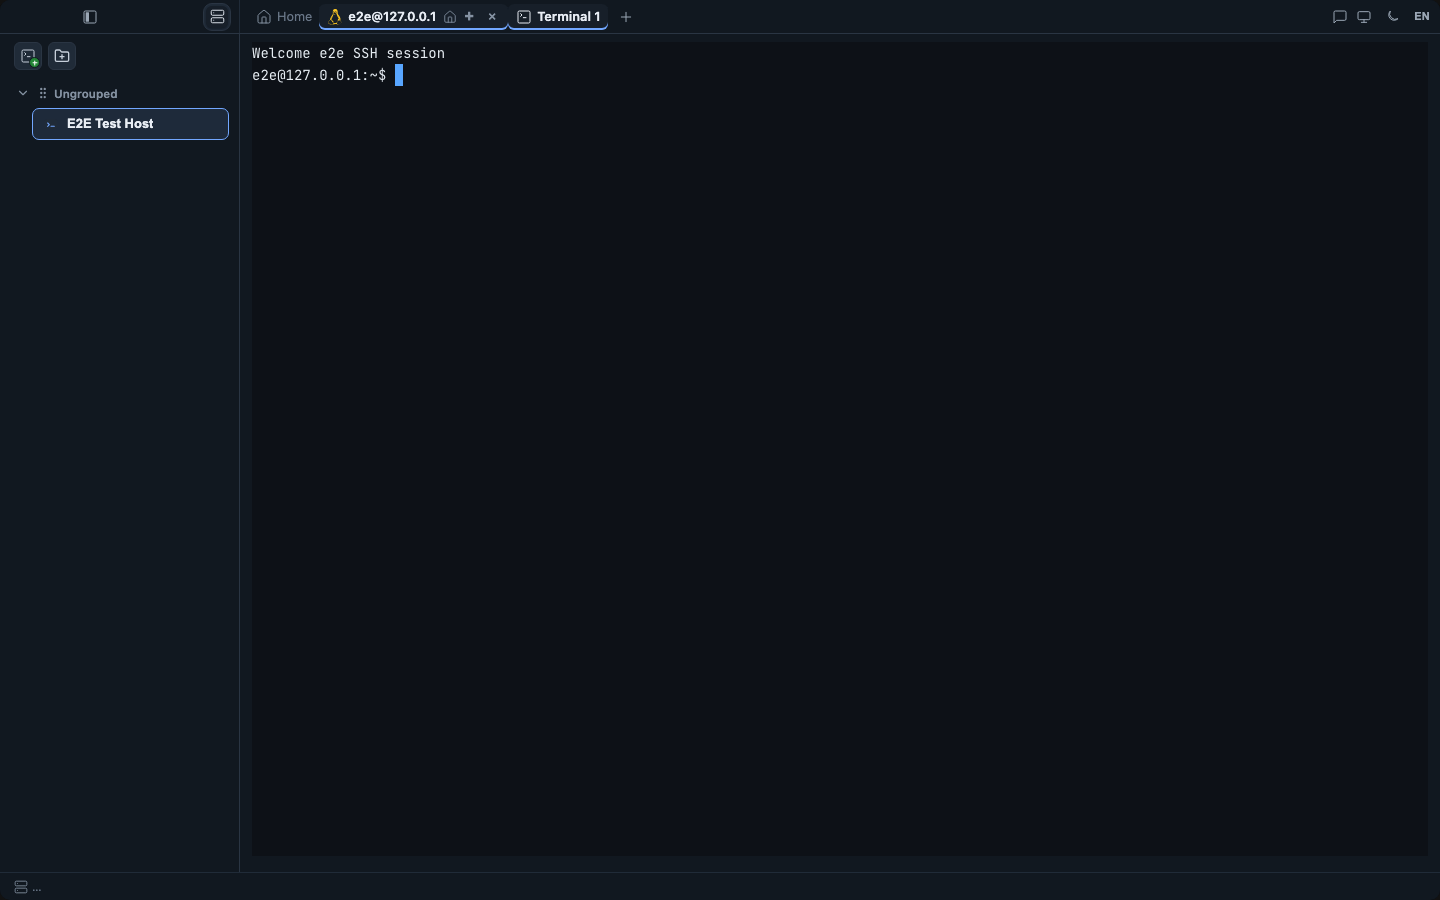 Home
e2e@127.0.0.1
Terminal 1
EN
Welcome e2e SSH session
e2e@127.0.0.1:~$
Ungrouped
E2E Test Host
...